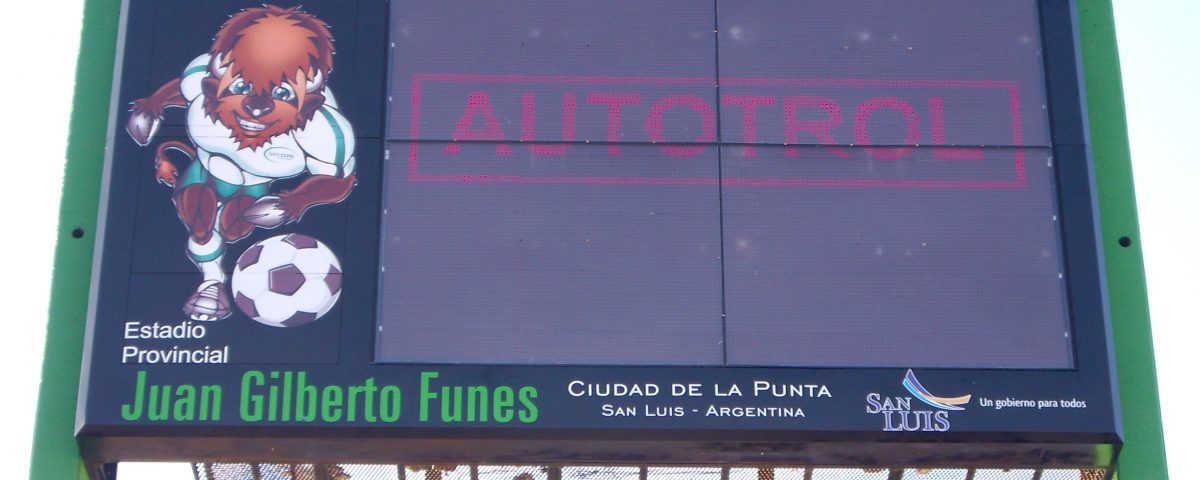 AUTOTROL
Estadio
Provincial
Juan Gilberto Funes
CIUDAD DE LA PUNTA
SAN LUIS - ARGENTINA
SAN LUIS
Un gobierno para todos